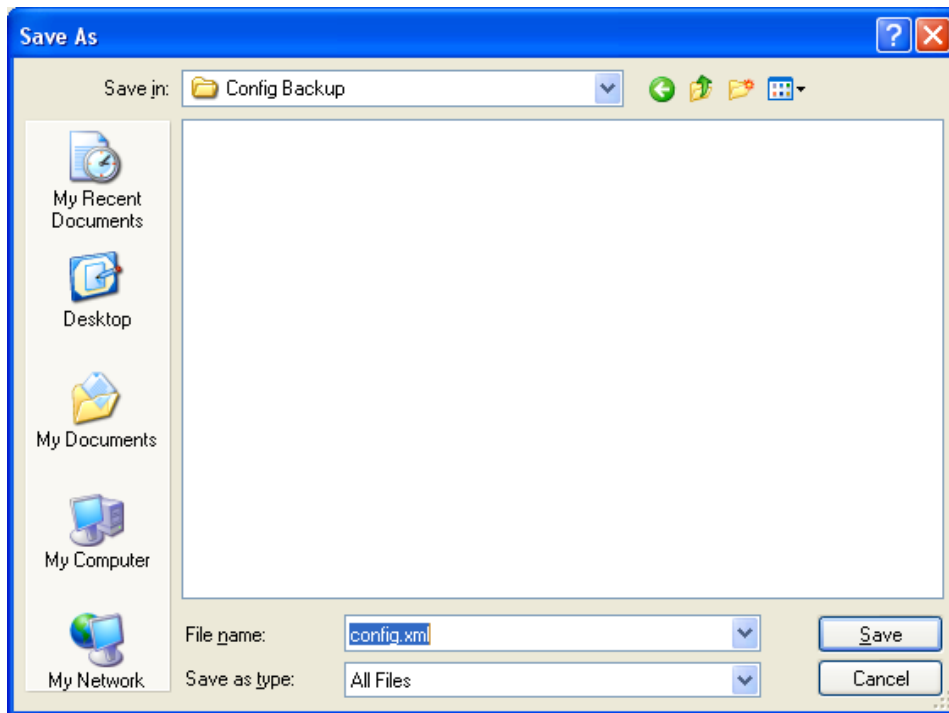 Save As
Save in: Config Backup
My Recent
Documents
Desktop
My Documents
My Computer
My Network
File name: config.xml Save
Save as type: All Files Cancel